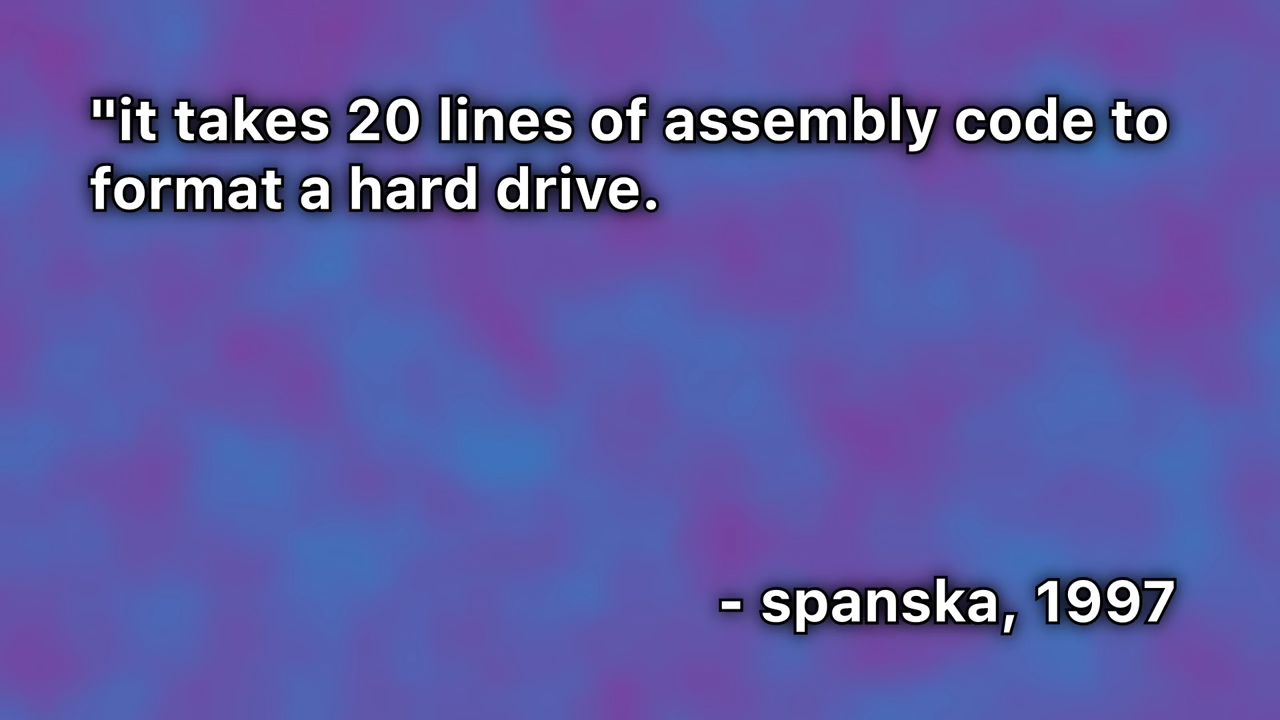 "it takes 20 lines of assembly code to
format a hard drive.
- spanska, 1997